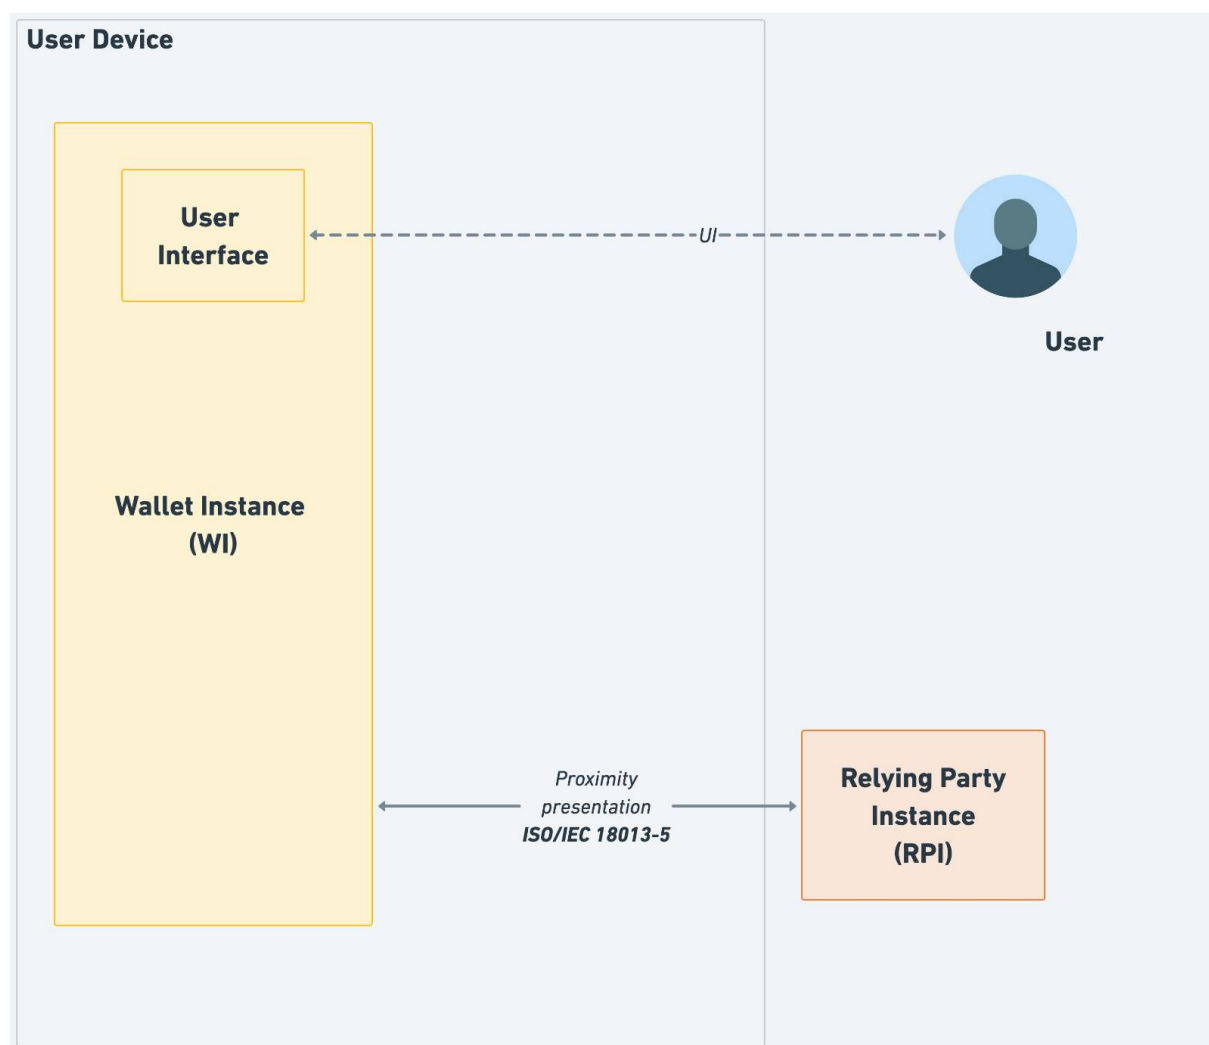 User Device
User
Interface
UI
User
Wallet Instance
(WI)
Proximity
presentation
ISO/IEC 18013-5
Relying Party
Instance
(RPI)